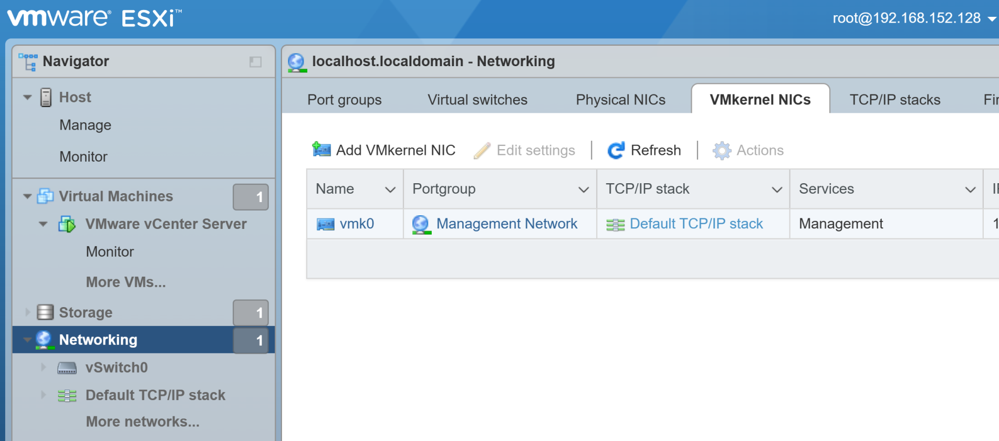 vmware® ESXi™
root@192.168.152.128
Navigator
Host
Manage
Monitor
Virtual Machines 1
VMware vCenter Server
Monitor
More VMs...
Storage 1
Networking 1
vSwitch0
Default TCP/IP stack
More networks...
localhost.localdomain - Networking
Port groups Virtual switches Physical NICs VMkernel NICs TCP/IP stacks
Add VMkernel NIC Edit settings Refresh Actions
Name Portgroup TCP/IP stack Services
vmk0 Management Network Default TCP/IP stack Management